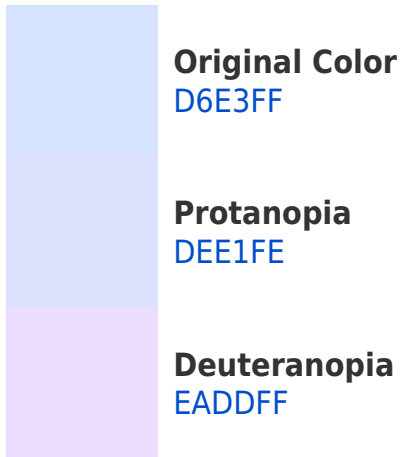 Original Color
D6E3FF
Protanopia
DEE1FE
Deuteranopia
EADDFF